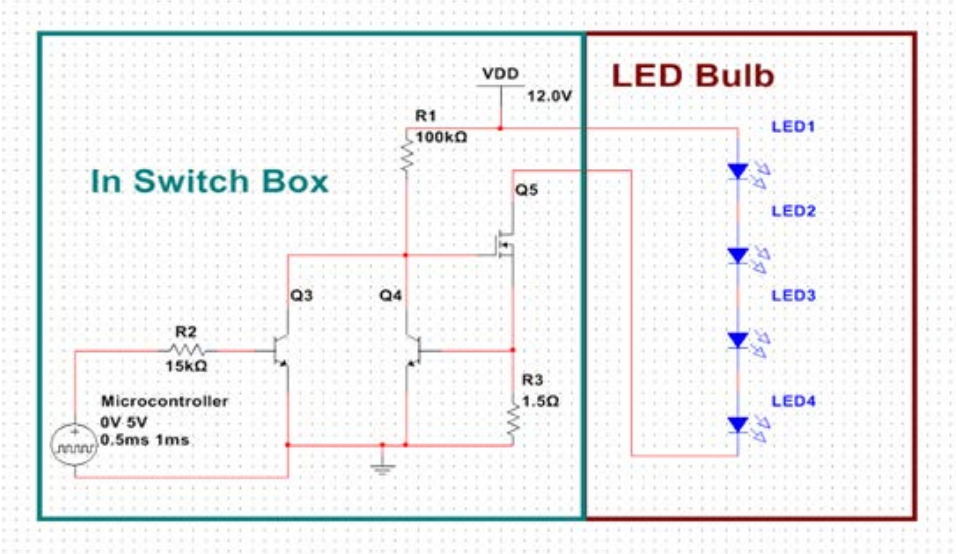 LED Bulb
VDD
12.0V
R1
100kΩ
LED1
In Switch Box
Q5
LED2
Q3
Q4
LED3
R2
15kΩ
R3
1.5Ω
Microcontroller
0V 5V
0.5ms 1ms
LED4